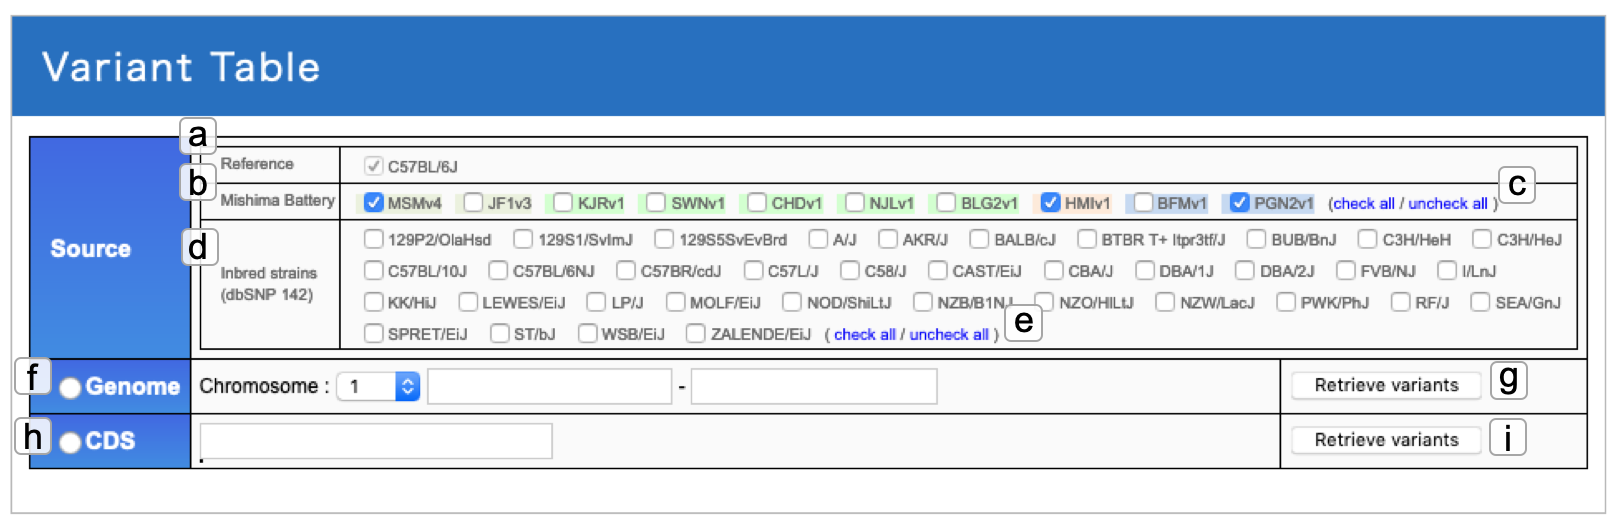 Variant Table
a
Reference C57BL/6J
b c
Mishima Battery MSMv4 JF1v3 KJRv1 SWNv1 CHDv1 NJLv1 BLG2v1 HMIv1 BFMv1 PGN2v1 (check all / uncheck all )
Source
d
129P2/OlaHsd 129S1/SvImJ 129S5SvEvBrd A/J AKR/J BALB/cJ BTBR T+ Itpr3tf/J BUB/BnJ C3H/HeH C3H/HeJ
Inbred strains
(dbSNP 142)
C57BL/10J C57BL/6NJ C57BR/cdJ C57L/J C58/J CAST/EiJ CBA/J DBA/1J DBA/2J FVB/NJ I/LnJ
KK/HiJ LEWES/EiJ LP/J MOLF/EiJ NOD/ShiLtJ NZB/B1NJ NZO/HILtJ NZW/LacJ PWK/PhJ RF/J SEA/GnJ
SPRET/EiJ ST/bJ WSB/EiJ ZALENDE/EiJ ( check all / uncheck all ) e
f Genome Chromosome : 1 - Retrieve variants g
h CDS Retrieve variants i